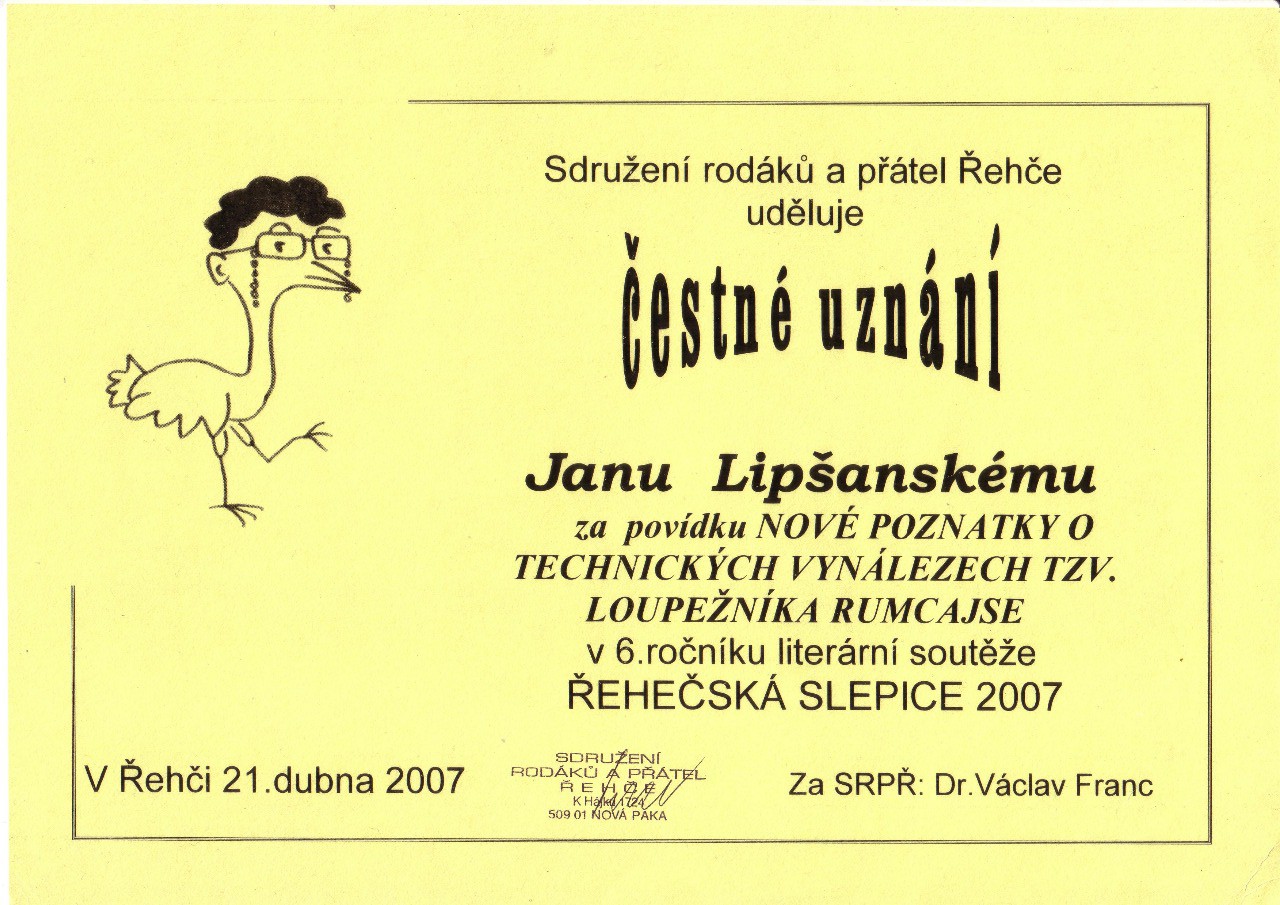 Sdružení rodáků a přátel Řehče
uděluje
čestné uznání
Janu Lipšanskému
za povídku NOVÉ POZNATKY O
TECHNICKÝCH VYNÁLEZECH TZV.
LOUPEŽNÍKA RUMCAJSE
v 6.ročníku literární soutěže
ŘEHEČSKÁ SLEPICE 2007
V Řehči 21.dubna 2007
SDRUŽENÍ
RODÁKŮ A PŘÁTEL
ŘEHČE
K Hájku 1724
509 01 NOVÁ PAKA
Za SRPŘ: Dr.Václav Franc